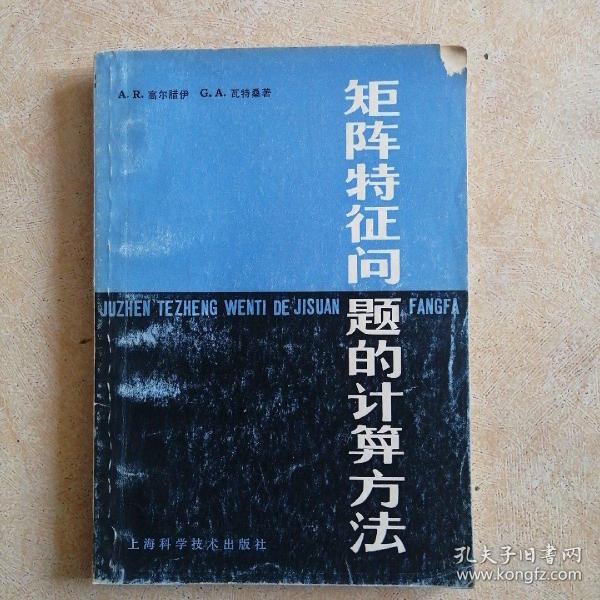 A. R. 高尔腊伊 G. A. 瓦特桑著
矩阵特征问题的计算方法
JUZHEN TEZHENG WENTI DE JISUAN FANGFA
上海科学技术出版社
孔夫子旧书网
www.kongfz.com